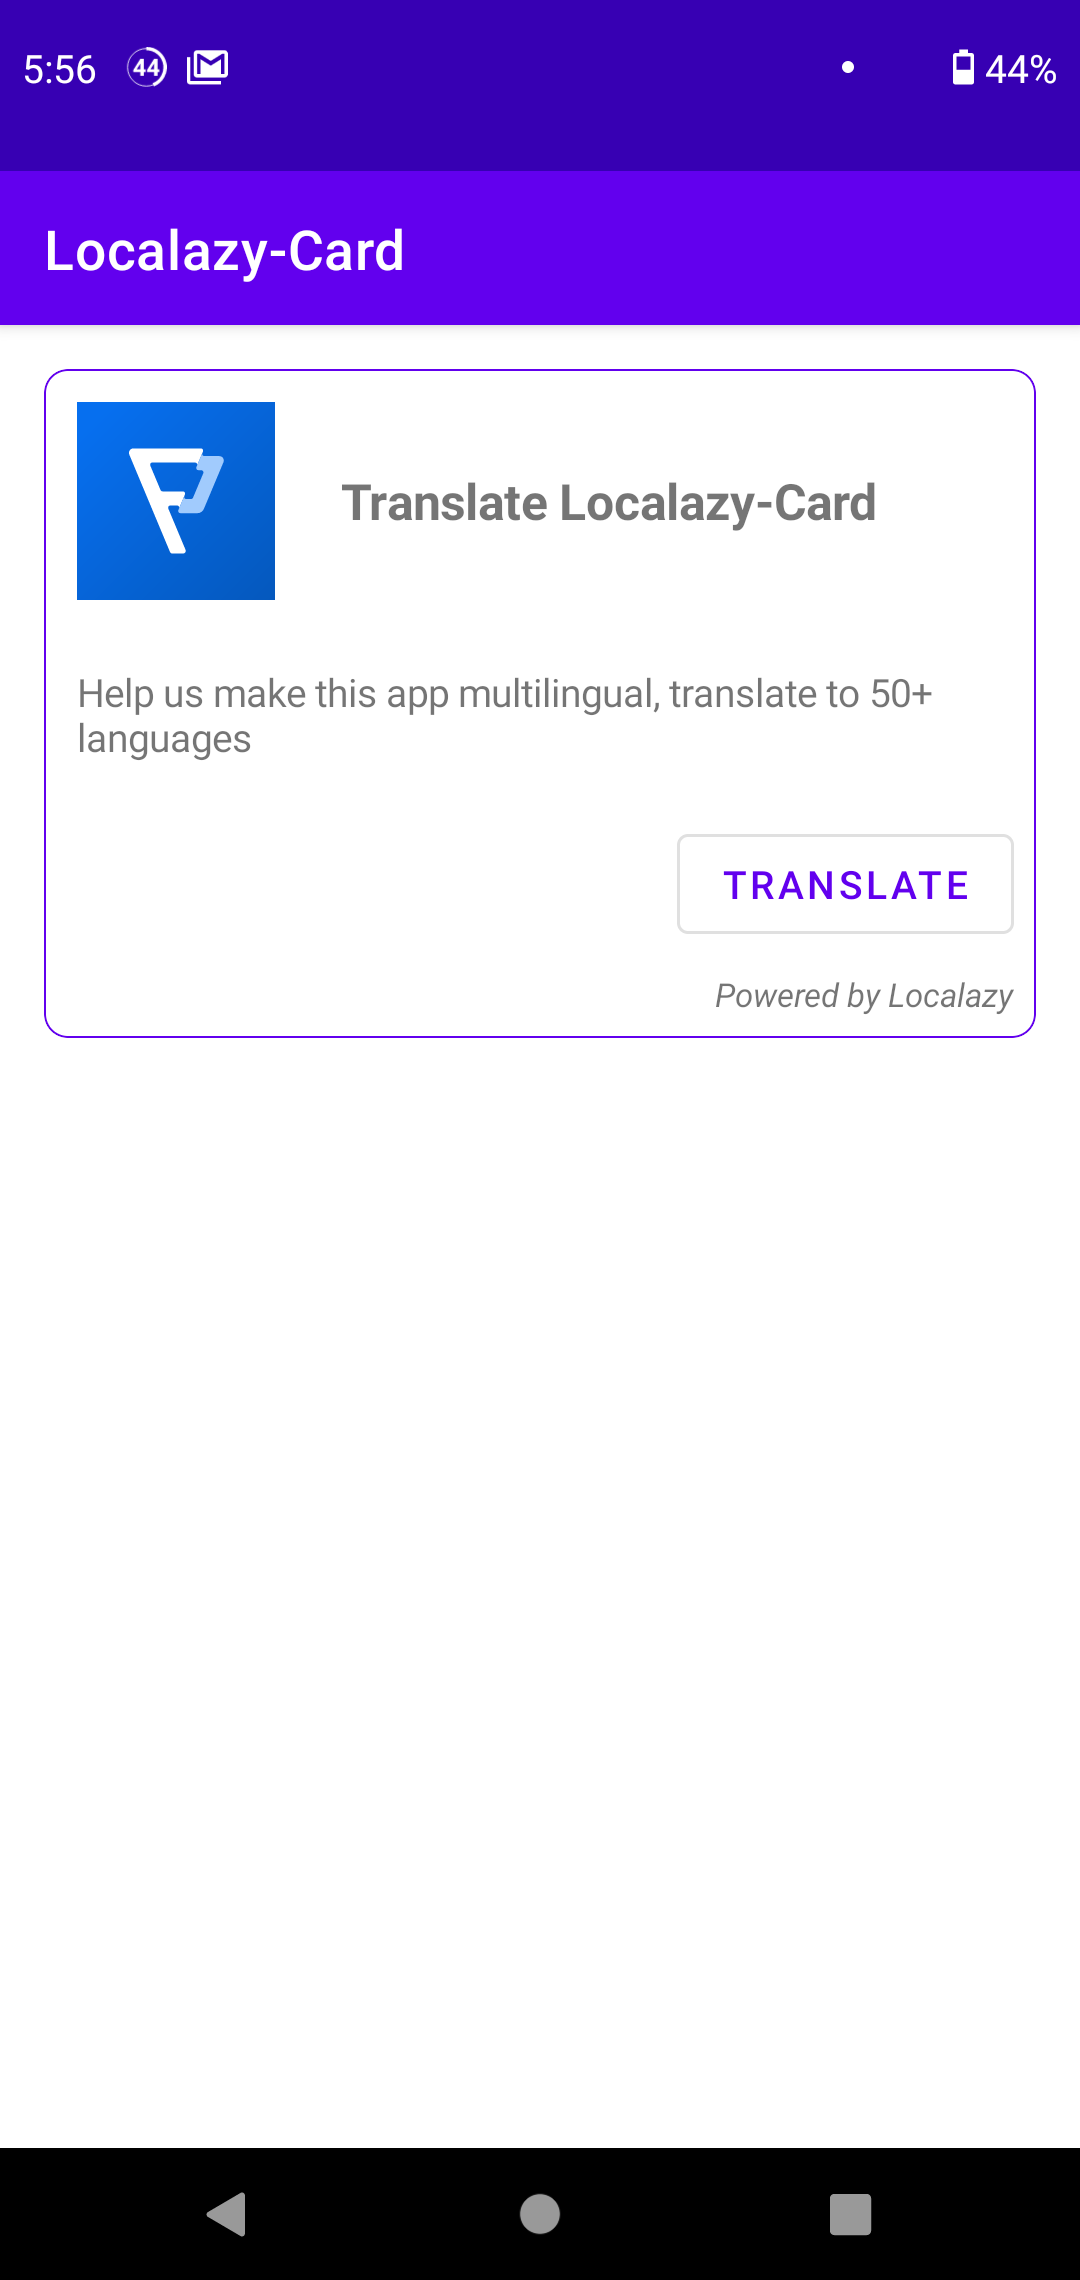 5:56 44 44%
Localazy-Card
Translate Localazy-Card
Help us make this app multilingual, translate to 50+
languages
TRANSLATE
Powered by Localazy